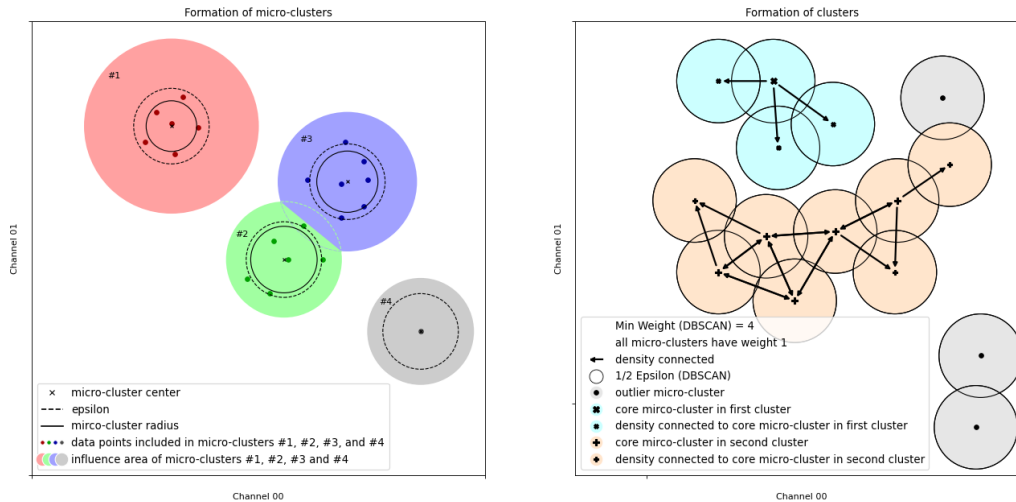 Formation of micro-clusters
#1
#3
#2
#4
Channel 01
micro-cluster center
epsilon
mirco-cluster radius
data points included in micro-clusters #1, #2, #3, and #4
influence area of micro-clusters #1, #2, #3 and #4
Channel 00
Formation of clusters
Channel 01
Min Weight (DBSCAN) = 4
all micro-clusters have weight 1
density connected
1/2 Epsilon (DBSCAN)
outlier micro-cluster
core mirco-cluster in first cluster
density connected to core micro-cluster in first cluster
core mirco-cluster in second cluster
density connected to core micro-cluster in second cluster
Channel 00